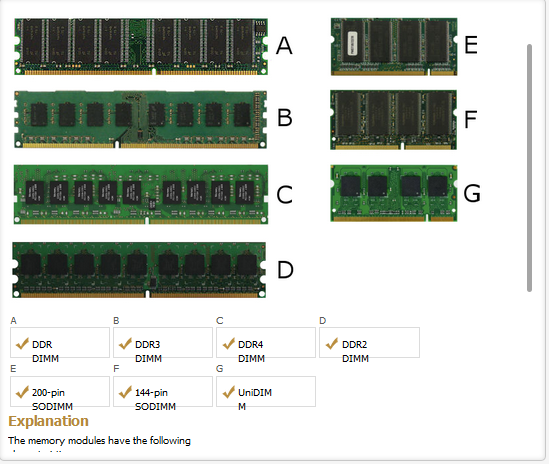 A
E
B
F
C
G
D
A B C D
DDR DIMM
DDR3 DIMM
DDR4 DIMM
DDR2 DIMM
E F G
200-pin SODIMM
144-pin SODIMM
UniDIM M
Explanation
The memory modules have the following